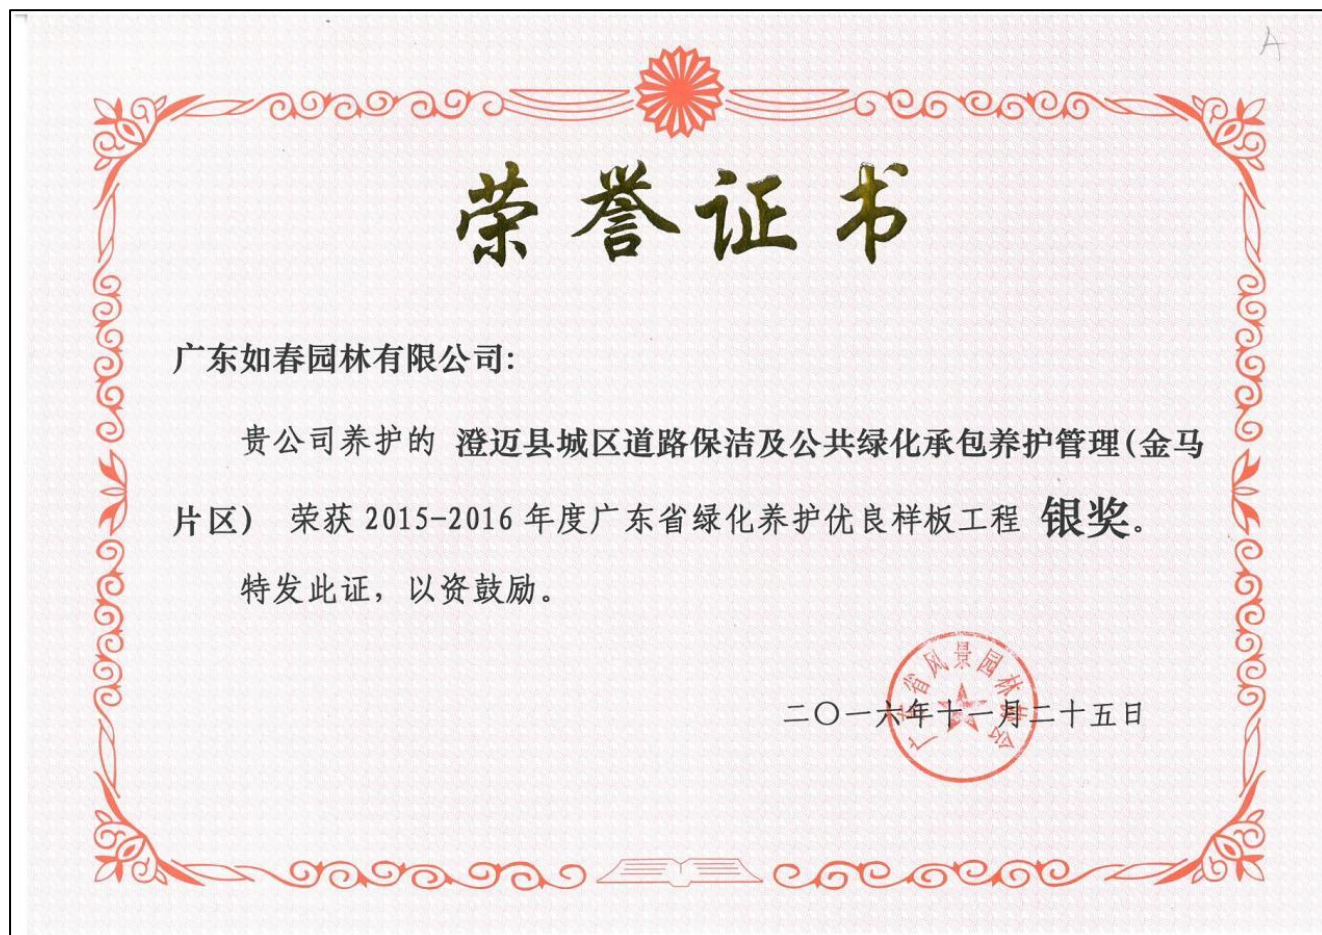 A
荣誉证书
广东如春园林有限公司:
贵公司养护的 澄迈县城区道路保洁及公共绿化承包养护管理(金马
片区) 荣获 2015-2016 年度广东省绿化养护优良样板工程 银奖。
特发此证，以资鼓励。
广东省风景园林协会
二〇一六年十一月二十五日